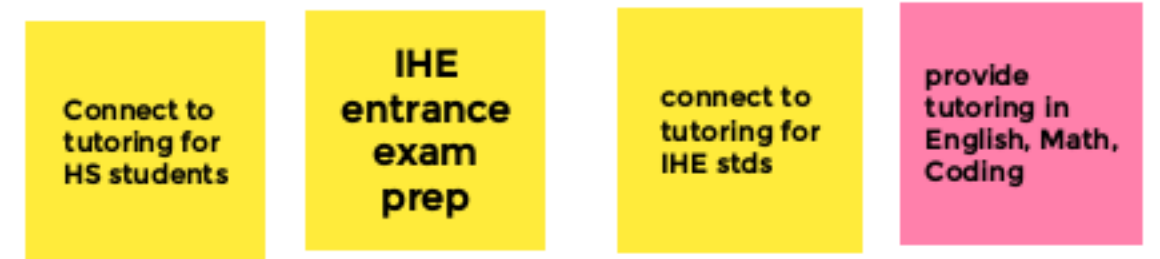 Connect to
tutoring for
HS students
IHE
entrance
exam
prep
connect to
tutoring for
IHE stds
provide
tutoring in
English, Math,
Coding